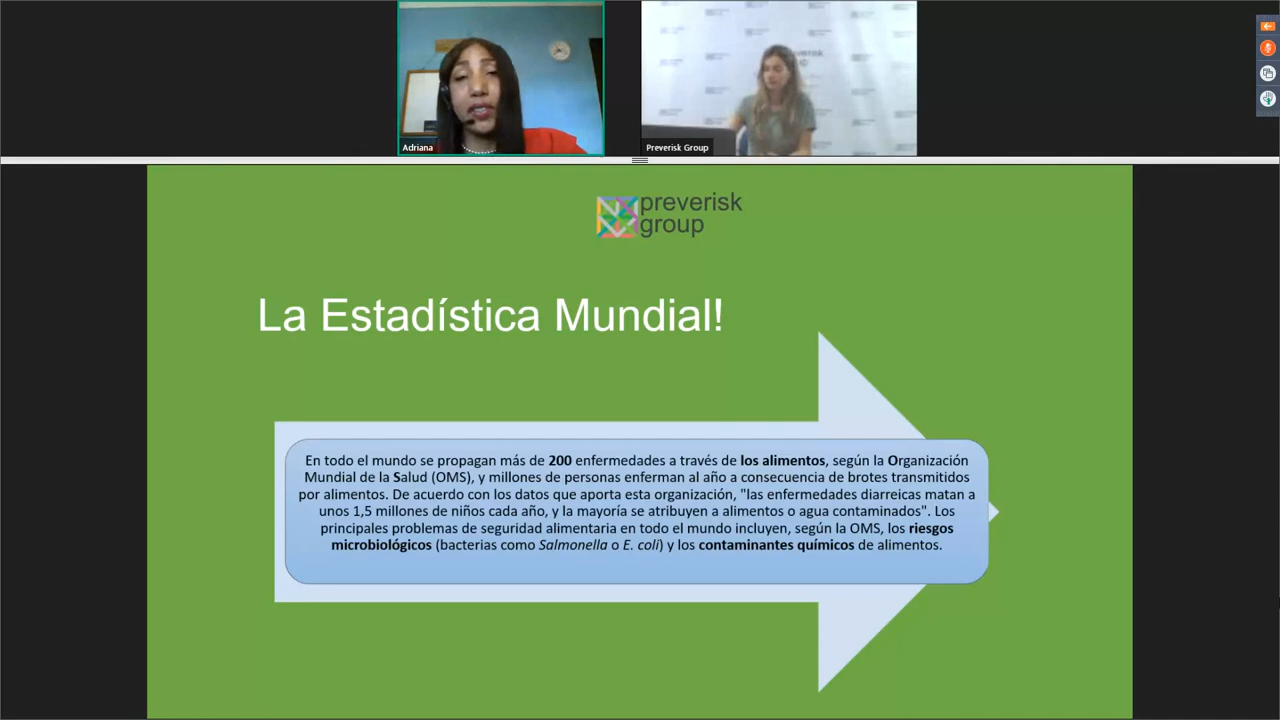 Adriana
Preverisk Group
preverisk
group
La Estadística Mundial!
En todo el mundo se propagan más de 200 enfermedades a través de los alimentos, según la Organización
Mundial de la Salud (OMS), y millones de personas enferman al año a consecuencia de brotes transmitidos
por alimentos. De acuerdo con los datos que aporta esta organización, "las enfermedades diarreicas matan a
unos 1,5 millones de niños cada año, y la mayoría se atribuyen a alimentos o agua contaminados". Los
principales problemas de seguridad alimentaria en todo el mundo incluyen, según la OMS, los riesgos
microbiológicos (bacterias como Salmonella o E. coli) y los contaminantes químicos de alimentos.